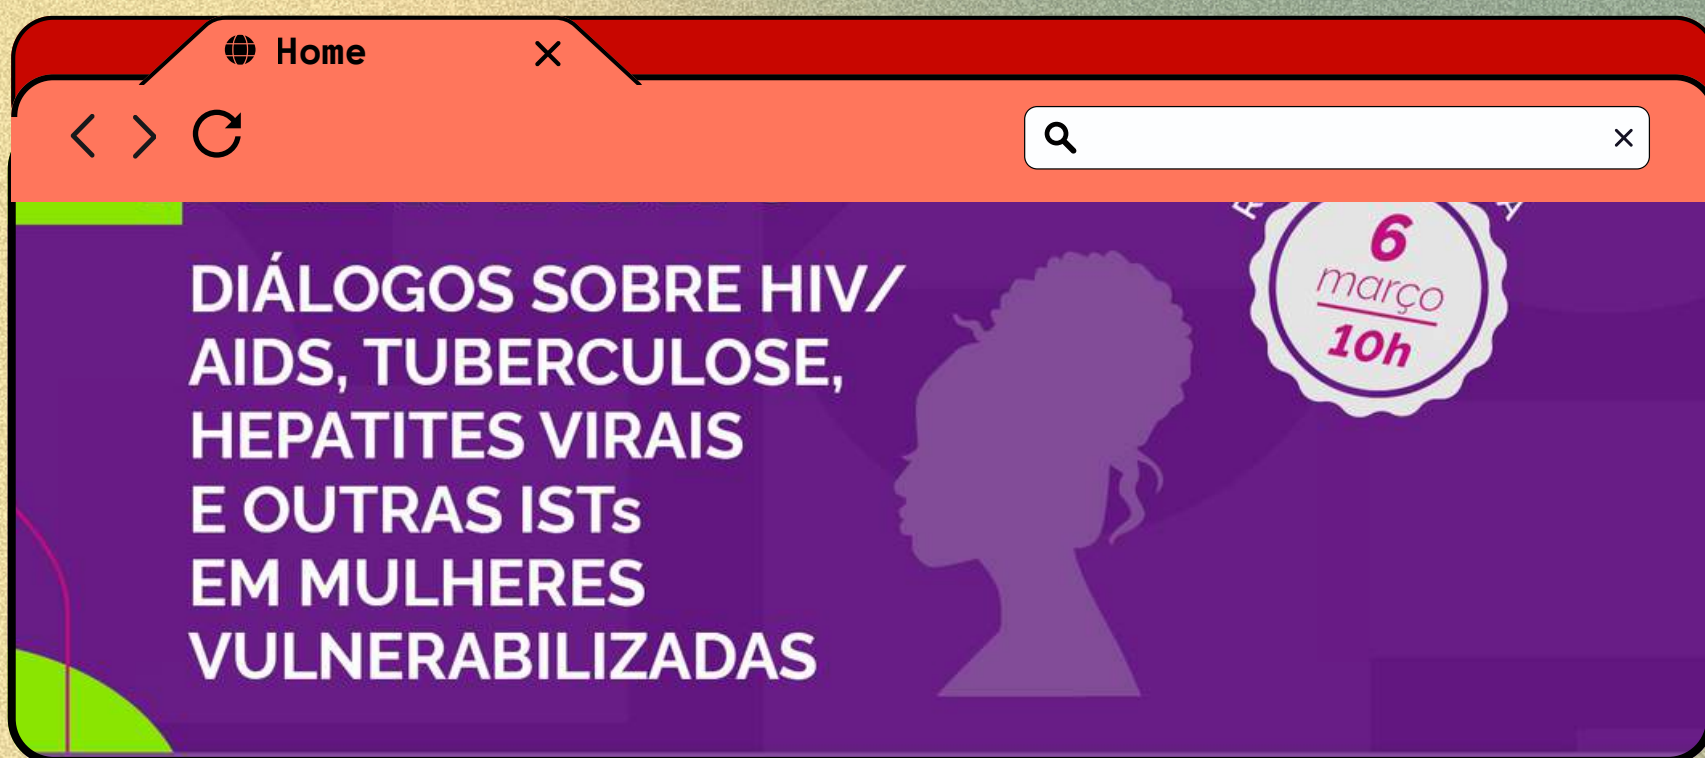 Home
DIÁLOGOS SOBRE HIV/
AIDS, TUBERCULOSE,
HEPATITES VIRAIS
E OUTRAS ISTs
EM MULHERES
VULNERABILIZADAS
6
março
10h